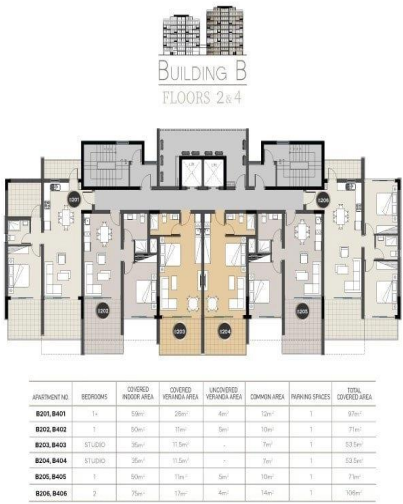 BUILDING B
FLOORS 2&4
B201
B206
B202
B205
B203
B204
APARTMENT NO. BEDROOMS COVERED INDOOR AREA COVERED VERANDA AREA UNCOVERED VERANDA AREA COMMON AREA PARKING SPACES TOTAL COVERED AREA
B201, B401 1+ 59m² 26m² 4m² 12m² 1 97m²
B202, B402 1 50m² 11m² 5m² 10m² 1 71m²
B203, B403 STUDIO 35m² 11.5m² - 7m² 1 53.5m²
B204, B404 STUDIO 35m² 11.5m² - 7m² 1 53.5m²
B205, B405 1 50m² 11m² 5m² 10m² 1 71m²
B206, B406 2 75m² 17m² 4m² 14m² 1 106m²